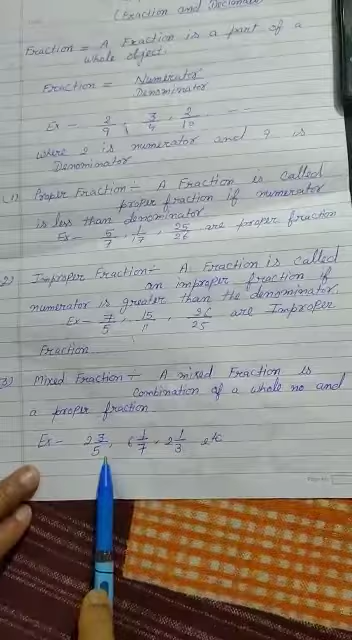 (Fraction and Decimals)
Fraction = A Fraction is a part of a
whole object.
Fraction = Numerator
Denominator
Ex - 2/9, 3/4, 2/10
where 2 is numerator and 9 is
Denominator
(1) Proper Fraction - A Fraction is called
proper fraction if numerator
is less than denominator
Ex- 5/7, 1/17, 25/26 are proper fraction
2) Improper Fraction - A Fraction is called
an improper fraction if
numerator is greater than the denominator
Ex- 7/5, 15/11, 26/25 are Improper
Fraction
(3) Mixed Fraction - A mixed Fraction is
Combination of a whole no and
a proper fraction
Ex- 2 3/5, 6 1/7, 2 1/3 etc